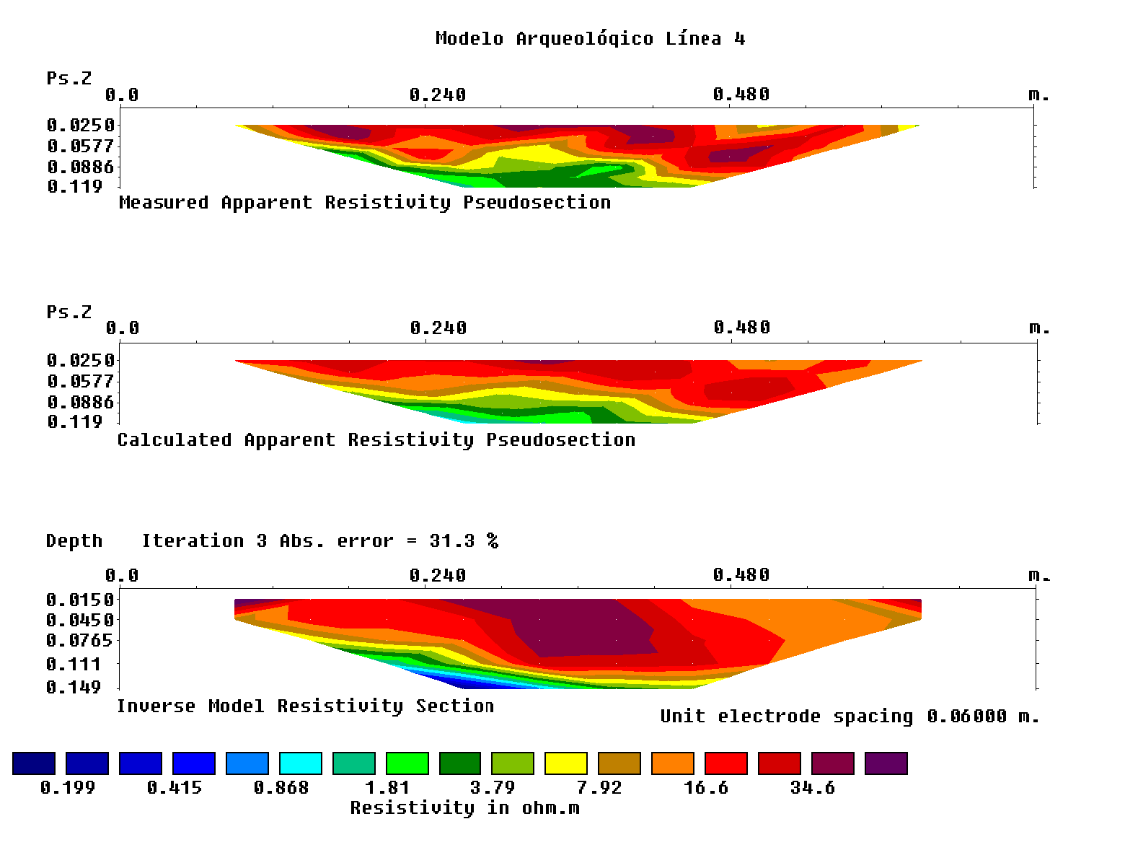 Modelo Arqueolóqico Línea 4
Ps.Z
0.0 0.240 0.480 m.
0.0250
0.0577
0.0886
0.119
Measured Apparent Resistivity Pseudosection
Ps.Z
0.0 0.240 0.480 m.
0.0250
0.0577
0.0886
0.119
Calculated Apparent Resistivity Pseudosection
Depth Iteration 3 Abs. error = 31.3 %
0.0 0.240 0.480 m.
0.0150
0.0450
0.0765
0.111
0.149
Inverse Model Resistivity Section
Unit electrode spacing 0.06000 m.
0.199 0.415 0.868 1.81 3.79 7.92 16.6 34.6
Resistivity in ohm.m